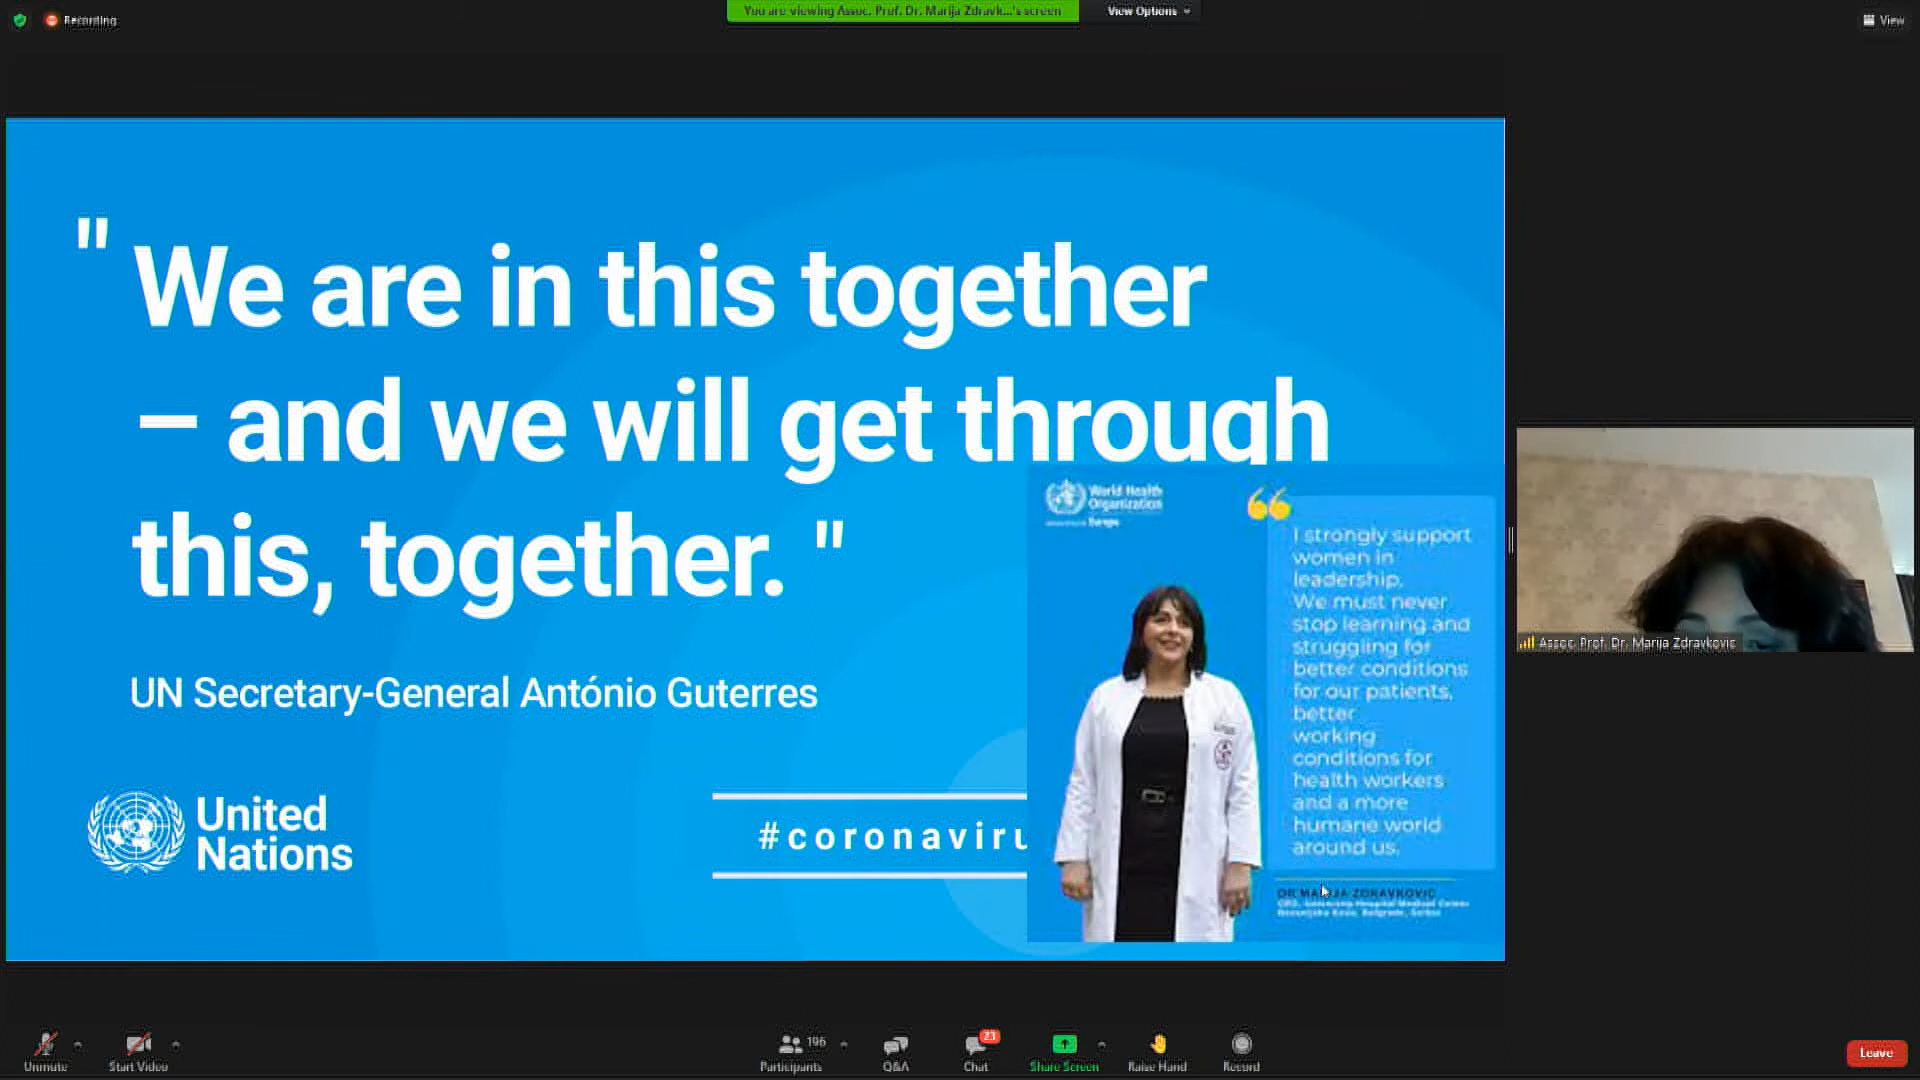 Recording
You are viewing Assoc. Prof. Dr. Marija Zdravk...'s screen
View Options
View
" We are in this together
– and we will get through
this, together. "
UN Secretary-General António Guterres
United
Nations
#coronaviru
World Health
Organization
Europe
I strongly support
women in
leadership.
We must never
stop learning and
struggling for
better conditions
for our patients,
better
working
conditions for
health workers
and a more
humane world
around us.
DR MARIJA ZDRAVKOVIC
Assoc. Prof. Dr. Marija Zdravkovic
Unmute
Start Video
196
Participants
Q&A
23
Chat
Share Screen
Raise Hand
Record
Leave